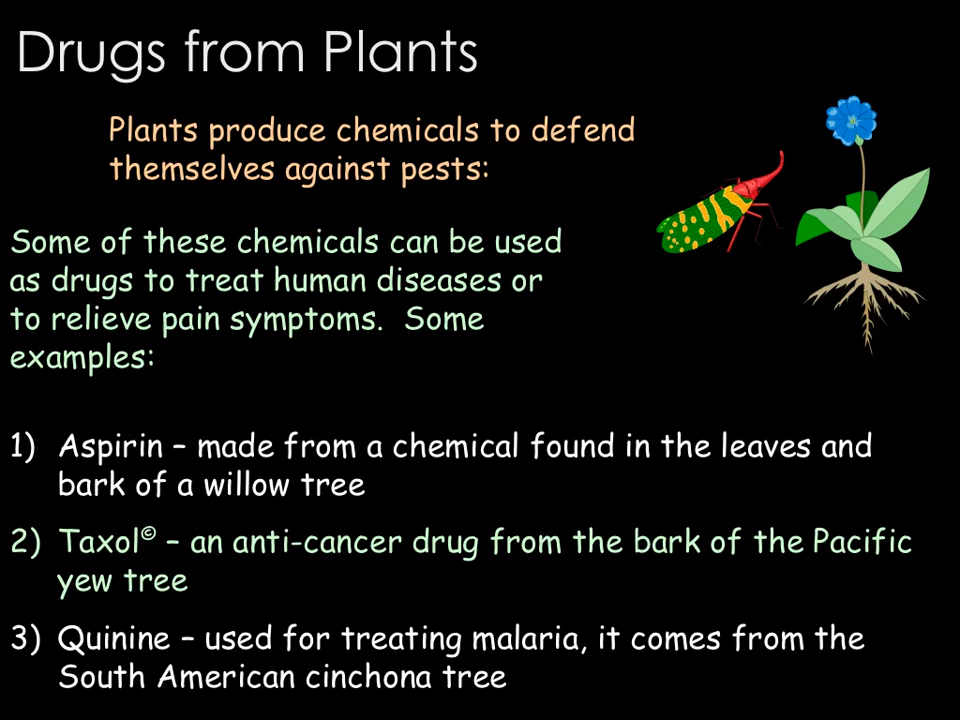 Drugs from Plants
Plants produce chemicals to defend
themselves against pests:
Some of these chemicals can be used
as drugs to treat human diseases or
to relieve pain symptoms.  Some
examples:
1) Aspirin – made from a chemical found in the leaves and
bark of a willow tree
2) Taxol© – an anti-cancer drug from the bark of the Pacific
yew tree
3) Quinine – used for treating malaria, it comes from the
South American cinchona tree